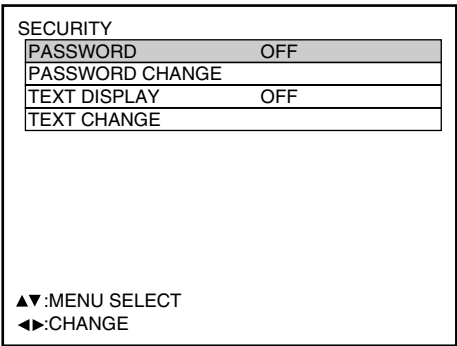 SECURITY
PASSWORD OFF
PASSWORD CHANGE
TEXT DISPLAY OFF
TEXT CHANGE
▲▼:MENU SELECT
◀▶:CHANGE